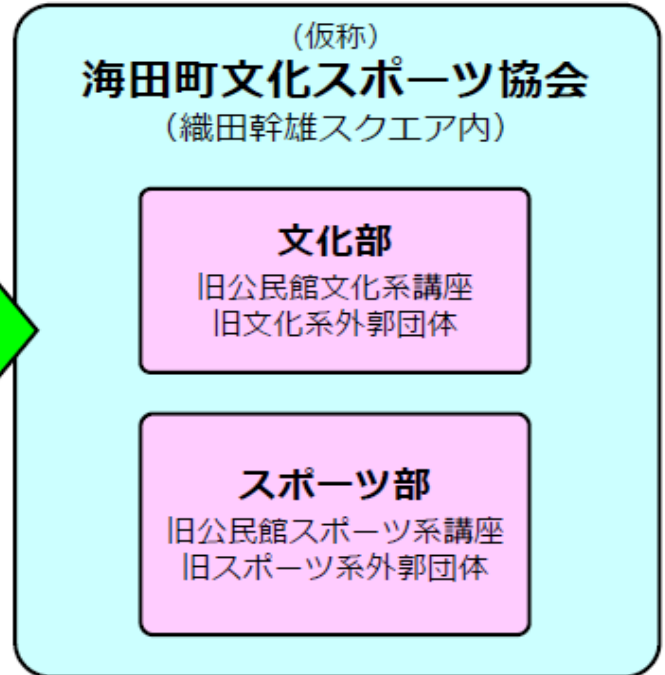 (仮称)
海田町文化スポーツ協会
(織田幹雄スクエア内)
文化部
旧公民館文化系講座
旧文化系外郭団体
スポーツ部
旧公民館スポーツ系講座
旧スポーツ系外郭団体